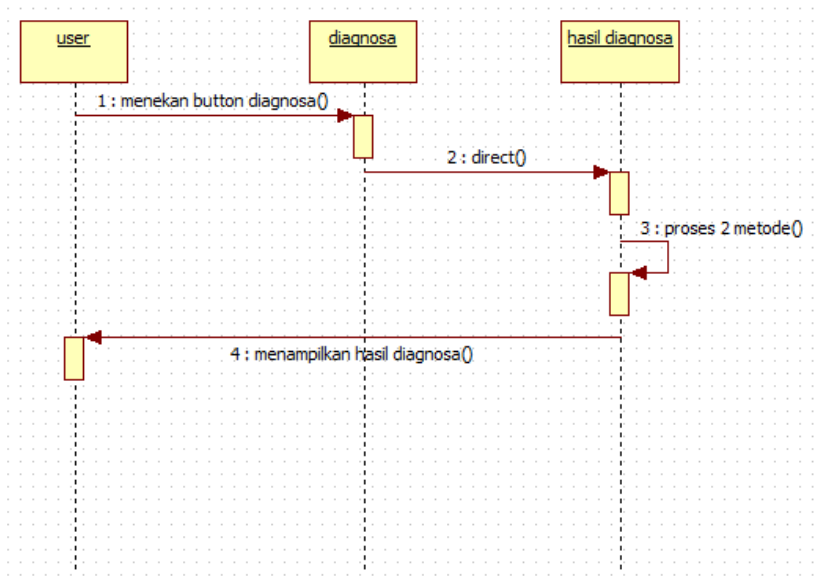 user
diagnosa
hasil diagnosa
1 : menekan button diagnosa()
2 : direct()
3 : proses 2 metode()
4 : menampilkan hasil diagnosa()